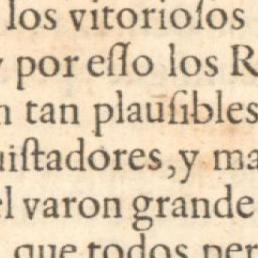 los vitoriosos
y por esso los R
n tan plausibles
uistadores, y ma
el varon grande
que todos per